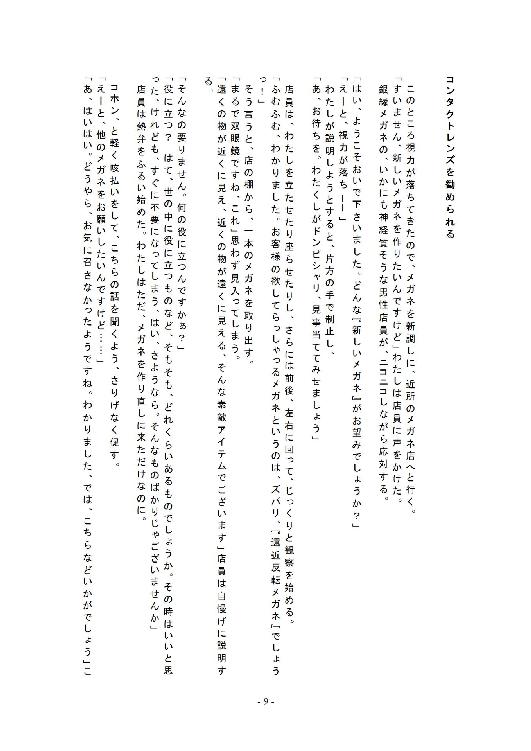 コンタクトレンズを勧められる
このところ視力が落ちてきたので、メガネを新調しに、近所のメガネ店へと行く。
「すいません、新しいメガネを作りたいんですけど」わたしは店員に声をかけた。
銀縁メガネの、いかにも神経質そうな男性店員が、ニコニコしながら応対する。
「はい、ようこそおいで下さいました。どんな『新しいメガネ』がお望みでしょうか？」
「えーと、視力が落ち――」
わたしが説明しようとすると、片方の手で制止し、
「あ、お待ちを。わたくしがドンピシャリ、見事当ててみせましょう」
店員は、わたしを立たせたり座らせたりし、さらには前後、左右に回って、じっくりと観察を始める。
「ふむふむ、わかりました。お客様の欲してらっしゃるメガネというのは、ズバリ、『遠近反転メガネ』でしょう
っ！」
そう言うと、店の棚から、一本のメガネを取り出す。
「まるで双眼鏡ですね、これ」思わず見入ってしまう。
「遠くの物が近くに見え、近くの物が遠くに見える、そんな素敵アイテムでございます」店員は自慢げに説明す
る。
「そんなの要りません。何の役に立つんですかぁ？」
「役に立つ？　はて、世の中に役に立つものなど、そもそも、どれくらいあるものでしょうか。その時はいいと思
った、けれども、すぐに不要になってしまう、はい、さようなら。そんなものばかりじゃございませんか」
店員は熱弁をふるい始めた。わたしはただ、メガネを作り直しに来ただけなのに。
コホン、と軽く咳払いをして、こちらの話を聞くよう、さりげなく促す。
「えーと、他のメガネをお願いしたいんですけど……」
「あ、はいはい。どうやら、お気に召さなかったようですね。わかりました、では、こちらなどいかがでしょう」こ
- 9 -